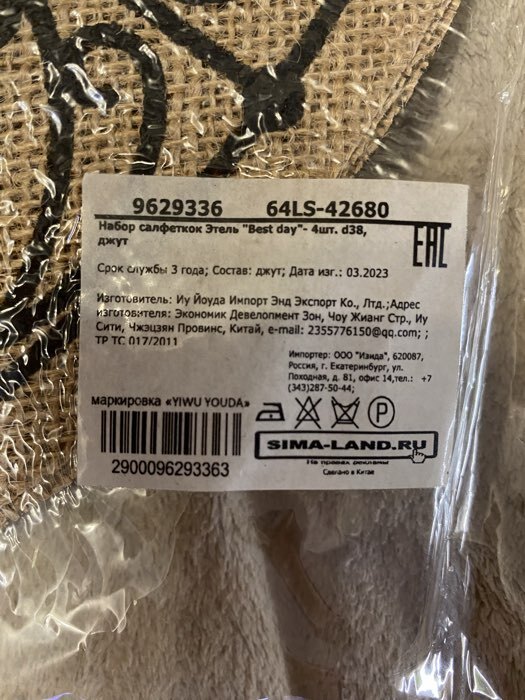 9629336 64LS-42680
Набор салфеткок Этель "Best day"- 4шт. d38,
джут
EAC
Срок службы 3 года; Состав: джут; Дата изг.: 03.2023
Изготовитель: Иу Йоуда Импорт Энд Экспорт Ко., Лтд.;Адрес
изготовителя: Экономик Девелопмент Зон, Чоу Жианг Стр., Иу
Сити, Чжэцзян Провинс, Китай, e-mail: 2355776150@qq.com; ;
ТР ТС 017/2011
Импортер: ООО "Изида", 620087,
Россия, г. Екатеринбург, ул.
Походная, д. 81, офис 14,тел.: +7
(343)287-50-44;
маркировка «YIWU YOUDA»
P
SIMA-LAND.RU
На правах рекламы
Сделано в Китае
2900096293363